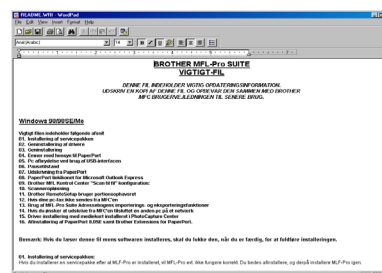 README.WRI - WordPad
File Edit View Insert Format Help
Arial(Arabic) 14
BROTHER MFL-Pro SUITE
VIGTIGT-FIL
DENNE FIL INDEHOLDER VIGTIG OPDATERINGSINFORMATION.
UDSKRIV EN KOPI AF DENNE FIL OG OPBEVAR DEN SAMMEN MED BROTHER
MFC BRUGERVEJLEDNINGEN TIL SENERE BRUG.
Windows 98/98SE/Me
Vigtigt filen indeholder følgende afsnit
01. Installering af servicepakken
02. Geninstallering af drivere
03. Geninstallering
04. Emner med hensyn til PaperPort
05. Pc afbrydelse ved brug af USB-interfacen
06. Pausetilstand
07. Udskrivning fra PaperPort
08. PaperPort linkikonet for Microsoft Outlook Express
09. Brother MFL Kontrol Center "Scan til fil" konfiguration:
10. Scanneroplosning
11. Brother RemoteSetup bruger portionsophavsret
12. Hvis dine pc-fax ikke sendes fra MFC'en
13. Brug af MFL Pro Suite Adressebogens importerings- og eksporteringsfunktioner
14. Hvis du ønsker at udskrive fra MFC'en tilsluttet en anden pc på et netværk
15. Driver installering med mediekort installeret i PhotoCapture Center
16. Afinstallering af PaperPort 8.0SE samt Brother Extensions for PaperPort.
Bemærk: Hvis du læser denne fil mens softwaren installeres, skal du lukke den, når du er færdig, for at fuldføre installeringen.
01. Installering af servicepakken:
Hvis du installerer en servicepakke efter at MLF-Pro er installeret, vil MFL-Pro evt. ikke fungere korrekt. Du bedes afinstallere, og derpå installere MFL-Pro igen.